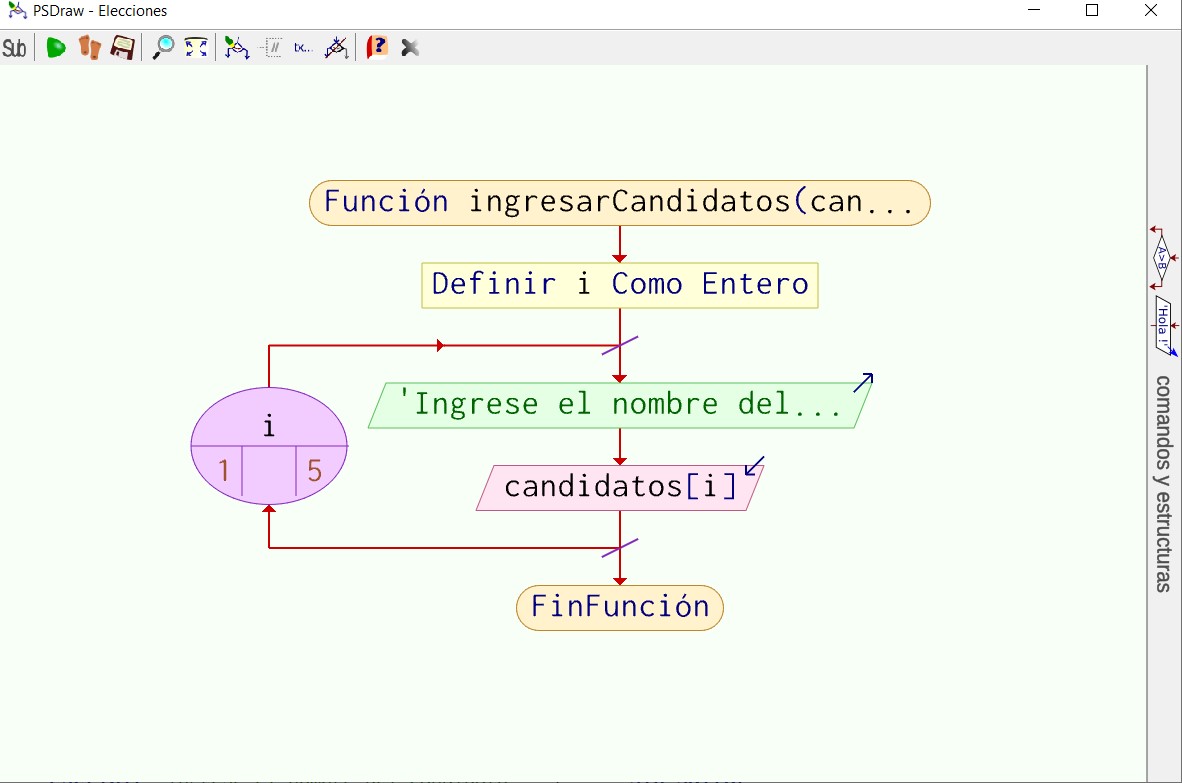 PSDraw - Elecciones
Sub
tx...
?
Función ingresarCandidatos(can...
Definir i Como Entero
'Ingrese el nombre del...
i
1 5
candidatos[i]
FinFunción
A>B
'Hola !'
comandos y estructuras